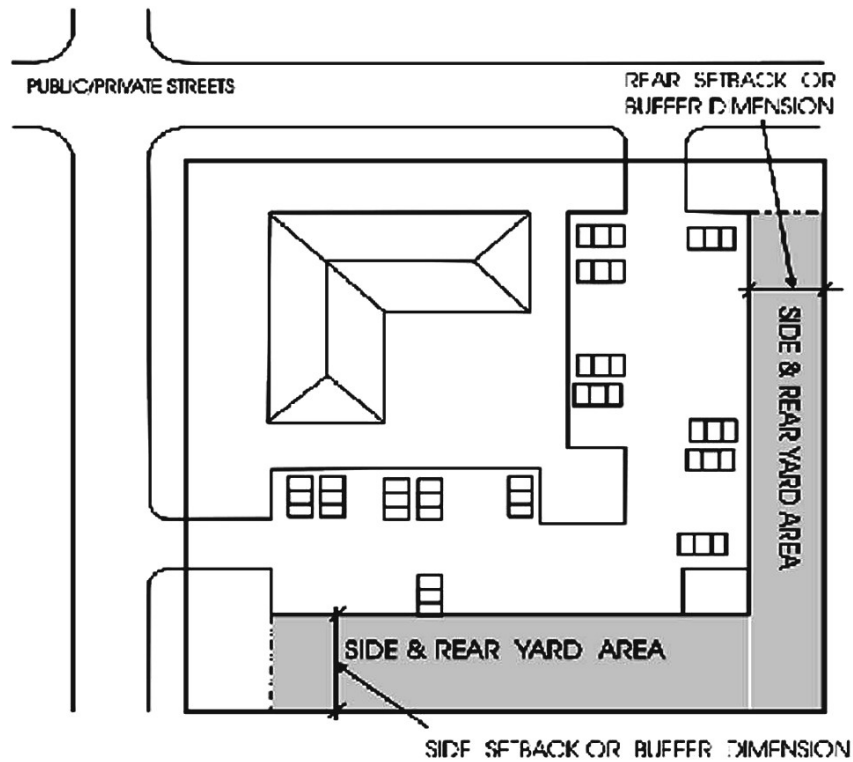 PUBLIC/PRIVATE STREETS
REAR SETBACK OR
BUFFER DIMENSION
SIDE & REAR YARD AREA
SIDE & REAR YARD AREA
SIDE SETBACK OR BUFFER DIMENSION